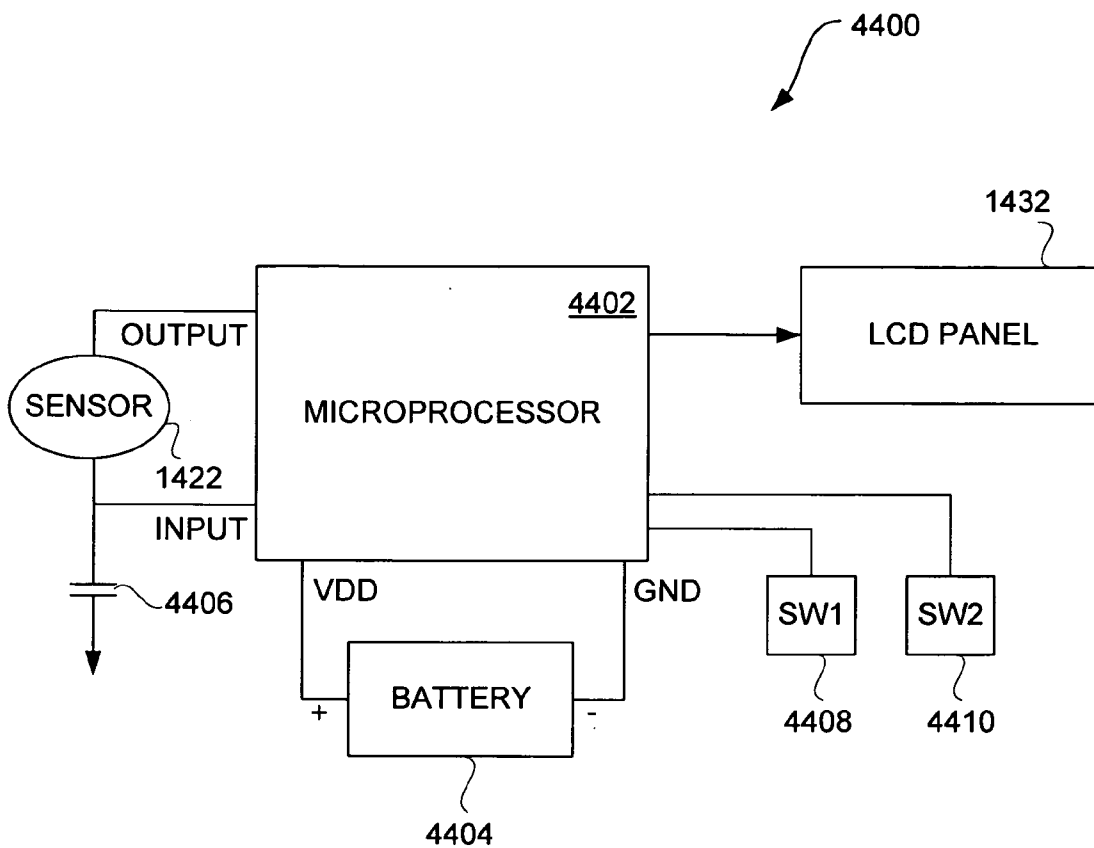 4400
1432
4402
OUTPUT
LCD PANEL
SENSOR
MICROPROCESSOR
1422
INPUT
VDD
GND
4406
SW1
SW2
BATTERY
+
-
4408
4410
4404